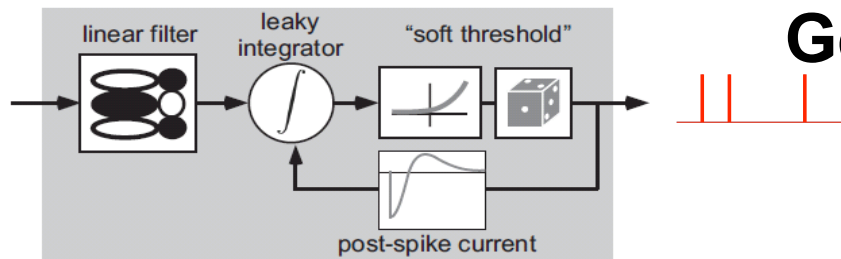 linear filter
leaky
integrator
“soft threshold”
∫
post-spike current